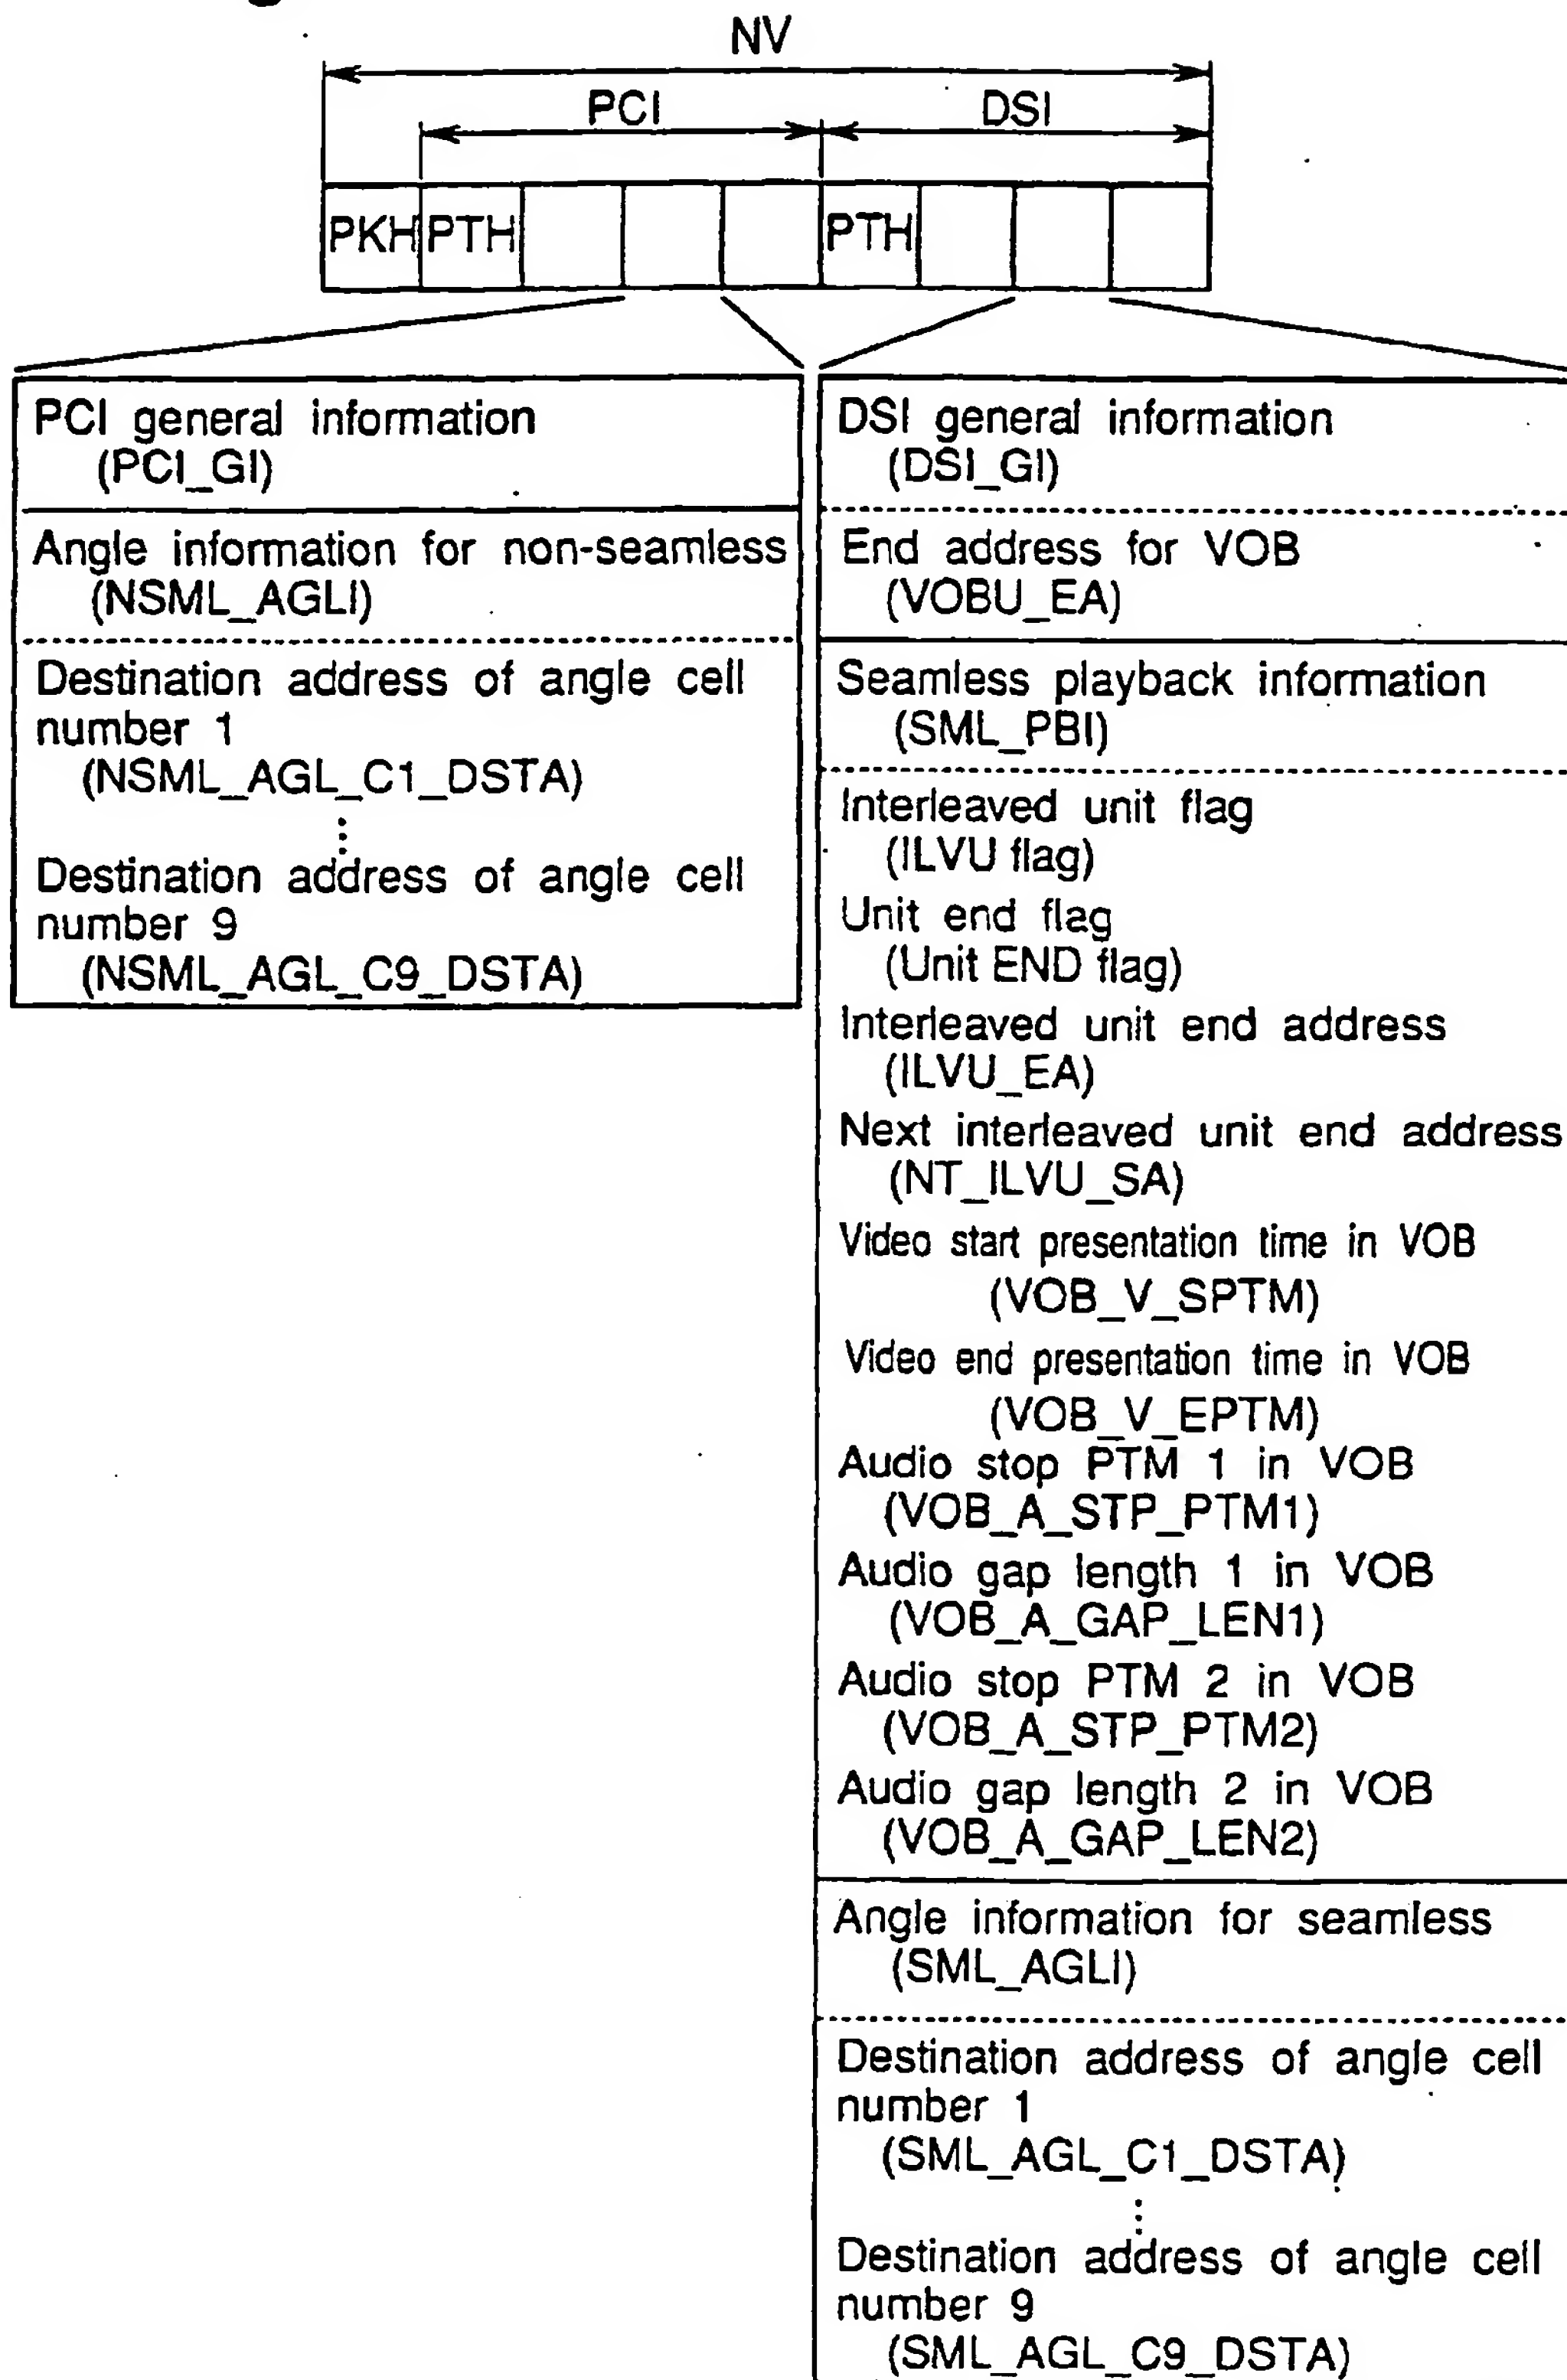 NV
PCI
DSI
PKH PTH PTH
PCI general information
(PCI_GI)
Angle information for non-seamless
(NSML_AGLI)
Destination address of angle cell
number 1
(NSML_AGL_C1_DSTA)
Destination address of angle cell
number 9
(NSML_AGL_C9_DSTA)
DSI general information
(DSI_GI)
End address for VOB
(VOBU_EA)
Seamless playback information
(SML_PBI)
Interleaved unit flag
(ILVU flag)
Unit end flag
(Unit END flag)
Interleaved unit end address
(ILVU_EA)
Next interleaved unit end address
(NT_ILVU_SA)
Video start presentation time in VOB
(VOB_V_SPTM)
Video end presentation time in VOB
(VOB_V_EPTM)
Audio stop PTM 1 in VOB
(VOB_A_STP_PTM1)
Audio gap length 1 in VOB
(VOB_A_GAP_LEN1)
Audio stop PTM 2 in VOB
(VOB_A_STP_PTM2)
Audio gap length 2 in VOB
(VOB_A_GAP_LEN2)
Angle information for seamless
(SML_AGLI)
Destination address of angle cell
number 1
(SML_AGL_C1_DSTA)
Destination address of angle cell
number 9
(SML_AGL_C9_DSTA)